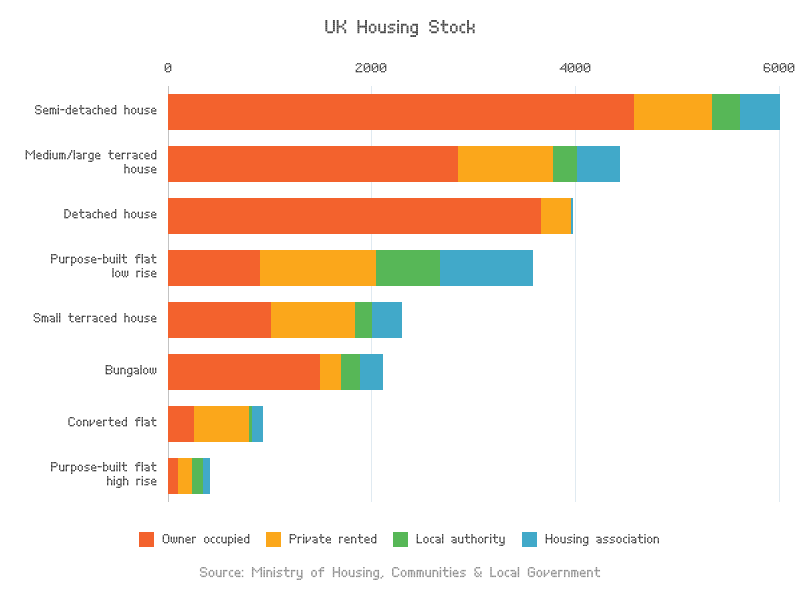 UK Housing Stock
0 2000 4000 6000
Semi-detached house
Medium/large terraced
house
Detached house
Purpose-built flat
low rise
Small terraced house
Bungalow
Converted flat
Purpose-built flat
high rise
Owner occupied Private rented Local authority Housing association
Source: Ministry of Housing, Communities & Local Government